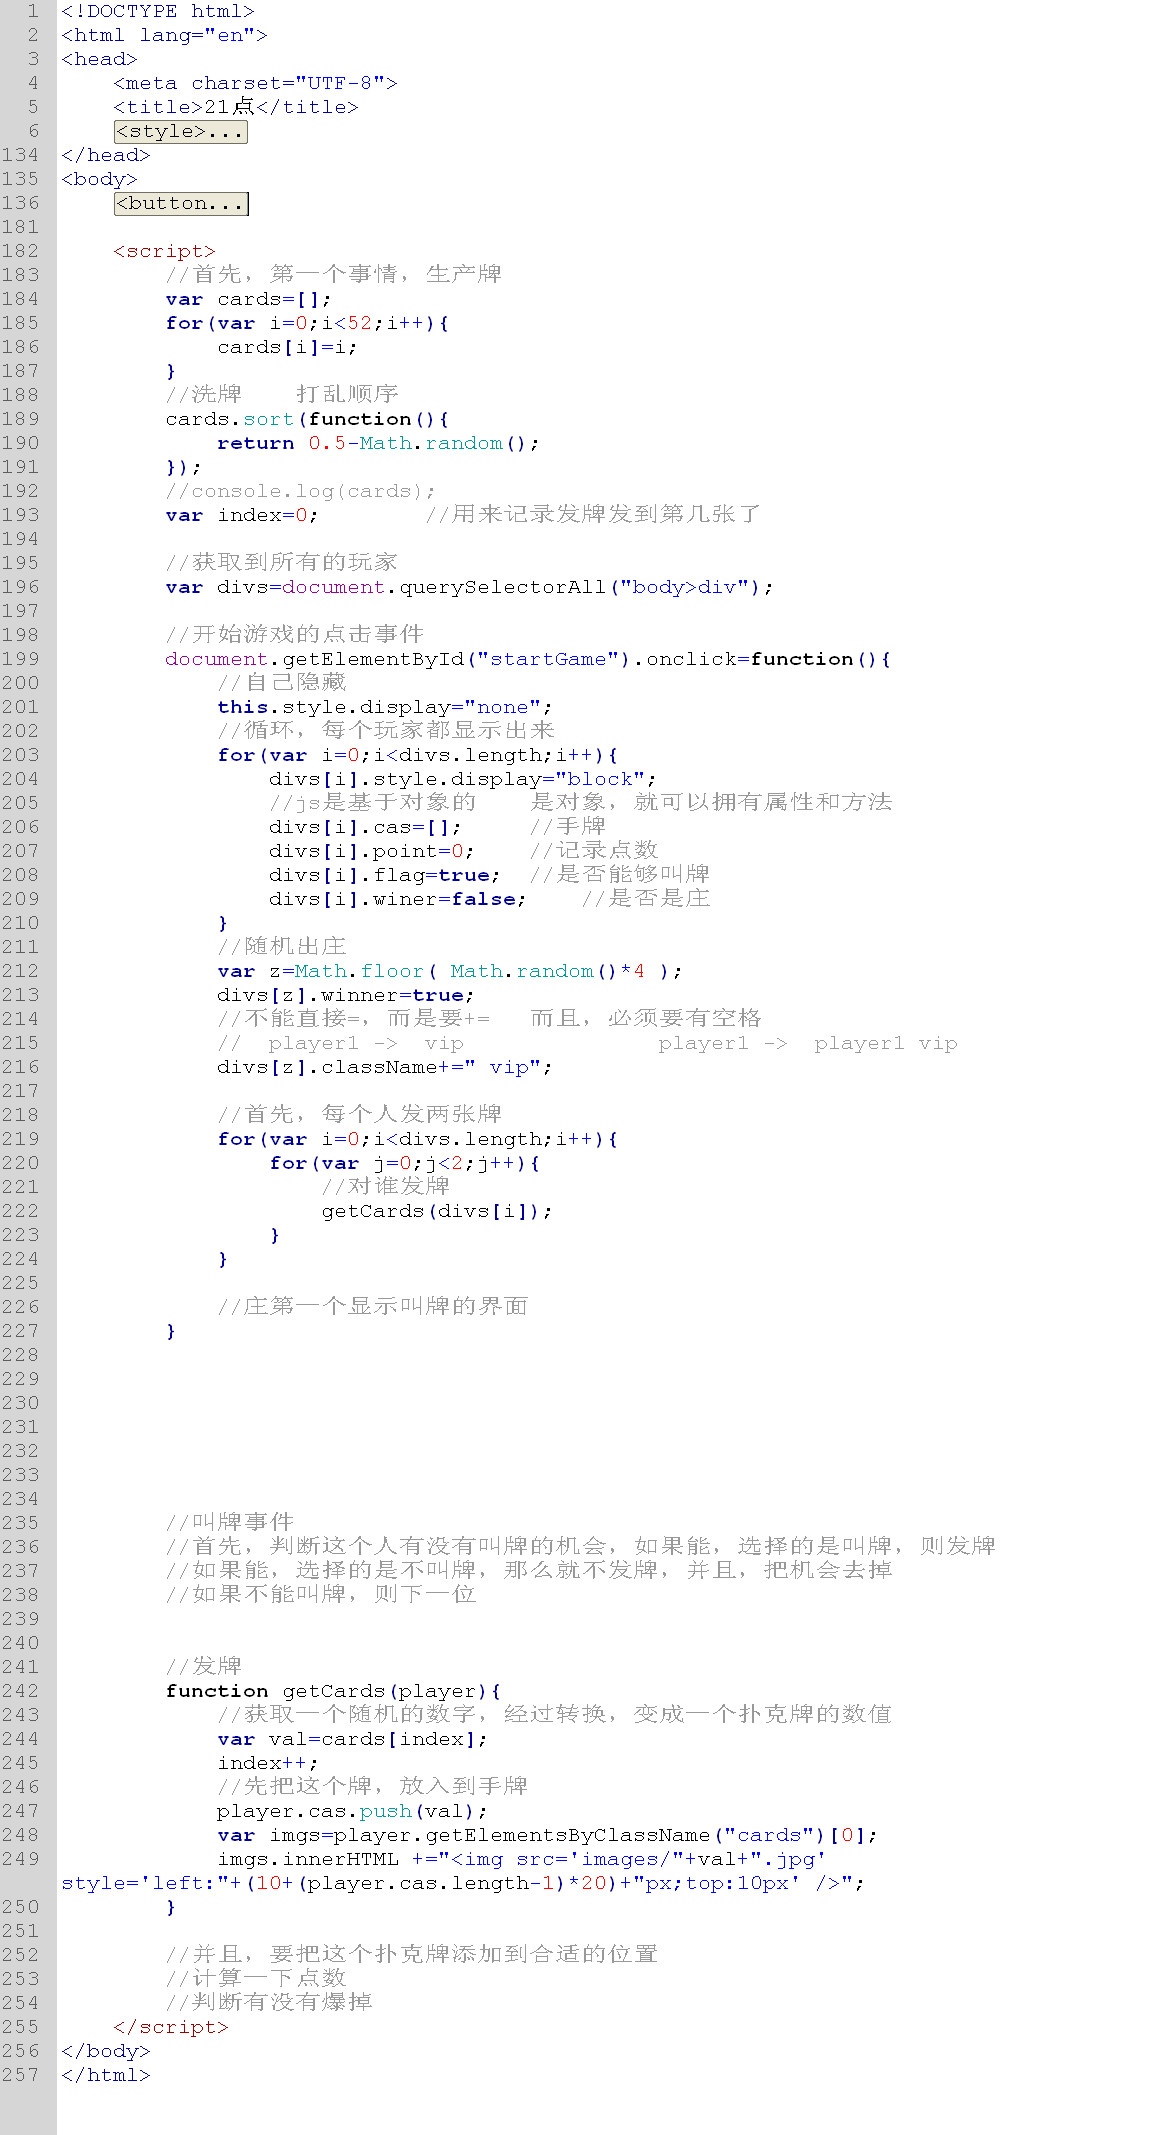 1 <!DOCTYPE html>
2 <html lang="en">
3 <head>
4     <meta charset="UTF-8">
5     <title>21点</title>
6     <style>...
134 </head>
135 <body>
136     <button...
181
182     <script>
183         //首先，第一个事情，生产牌
184         var cards=[];
185         for(var i=0;i<52;i++){
186             cards[i]=i;
187         }
188         //洗牌    打乱顺序
189         cards.sort(function(){
190             return 0.5-Math.random();
191         });
192         //console.log(cards);
193         var index=0;        //用来记录发牌发到第几张了
194
195         //获取到所有的玩家
196         var divs=document.querySelectorAll("body>div");
197
198         //开始游戏的点击事件
199         document.getElementById("startGame").onclick=function(){
200             //自己隐藏
201             this.style.display="none";
202             //循环，每个玩家都显示出来
203             for(var i=0;i<divs.length;i++){
204                 divs[i].style.display="block";
205                 //js是基于对象的    是对象，就可以拥有属性和方法
206                 divs[i].cas=[];     //手牌
207                 divs[i].point=0;    //记录点数
208                 divs[i].flag=true;  //是否能够叫牌
209                 divs[i].winer=false;    //是否是庄
210             }
211             //随机出庄
212             var z=Math.floor( Math.random()*4 );
213             divs[z].winner=true;
214             //不能直接=，而是要+=   而且，必须要有空格
215             //  player1 ->  vip               player1 ->  player1 vip
216             divs[z].className+=" vip";
217
218             //首先，每个人发两张牌
219             for(var i=0;i<divs.length;i++){
220                 for(var j=0;j<2;j++){
221                     //对谁发牌
222                     getCards(divs[i]);
223                 }
224             }
225
226             //庄第一个显示叫牌的界面
227         }
228
229
230
231
232
233
234
235         //叫牌事件
236         //首先，判断这个人有没有叫牌的机会，如果能，选择的是叫牌，则发牌
237         //如果能，选择的是不叫牌，那么就不发牌，并且，把机会去掉
238         //如果不能叫牌，则下一位
239
240
241         //发牌
242         function getCards(player){
243             //获取一个随机的数字，经过转换，变成一个扑克牌的数值
244             var val=cards[index];
245             index++;
246             //先把这个牌，放入到手牌
247             player.cas.push(val);
248             var imgs=player.getElementsByClassName("cards")[0];
249             imgs.innerHTML +="<img src='images/"+val+".jpg'
style='left:"+(10+(player.cas.length-1)*20)+"px;top:10px' />";
250         }
251
252         //并且，要把这个扑克牌添加到合适的位置
253         //计算一下点数
254         //判断有没有爆掉
255     </script>
256 </body>
257 </html>